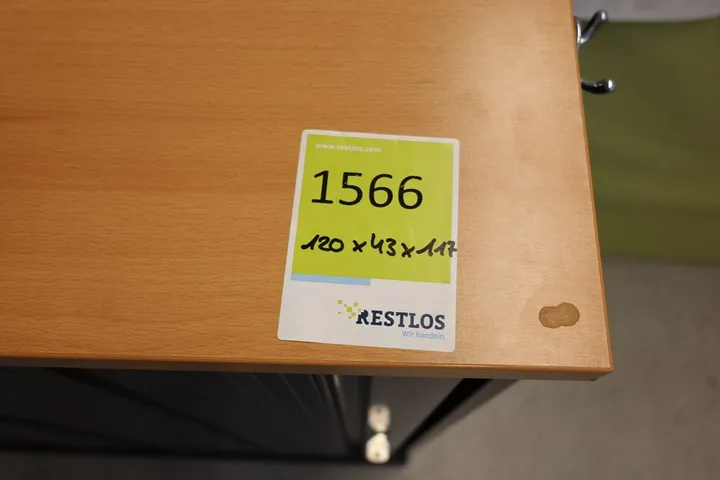 www.restlos.com
1566
120 x 43 x 117
RESTLOS
Wir handeln.